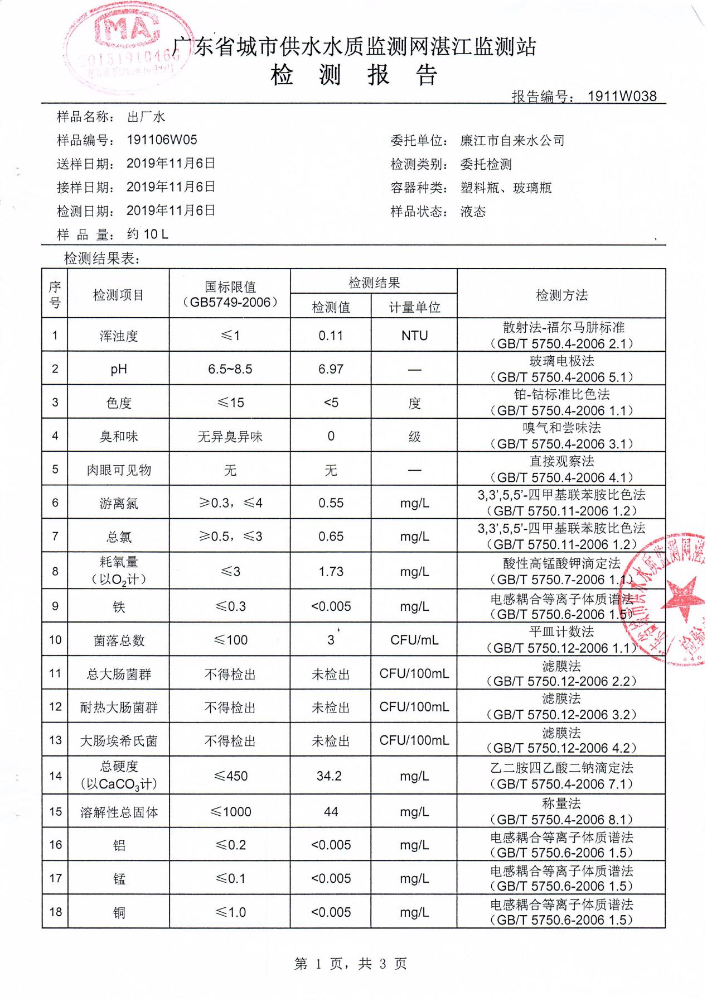 CMA
广东省城市供水水质监测网湛江监测站
检 测 报 告
报告编号： 1911W038
样品名称： 出厂水
样品编号： 191106W05
委托单位： 廉江市自来水公司
送样日期： 2019年11月6日
检测类别： 委托检测
接样日期： 2019年11月6日
容器种类： 塑料瓶、玻璃瓶
检测日期： 2019年11月6日
样品状态： 液态
样 品 量： 约 10 L
检测结果表：
序号 检测项目 国标限值（GB5749-2006） 检测结果 检测方法
检测值 计量单位
1 浑浊度 ≤1 0.11 NTU 散射法-福尔马肼标准
（GB/T 5750.4-2006 2.1）
2 pH 6.5~8.5 6.97 — 玻璃电极法
（GB/T 5750.4-2006 5.1）
3 色度 ≤15 <5 度 铂-钴标准比色法
（GB/T 5750.4-2006 1.1）
4 臭和味 无异臭异味 0 级 嗅气和尝味法
（GB/T 5750.4-2006 3.1）
5 肉眼可见物 无 无 — 直接观察法
（GB/T 5750.4-2006 4.1）
6 游离氯 ≥0.3，≤4 0.55 mg/L 3,3',5,5'-四甲基联苯胺比色法
（GB/T 5750.11-2006 1.2）
7 总氯 ≥0.5，≤3 0.65 mg/L 3,3',5,5'-四甲基联苯胺比色法
（GB/T 5750.11-2006 1.2）
8 耗氧量（以O₂计） ≤3 1.73 mg/L 酸性高锰酸钾滴定法
（GB/T 5750.7-2006 1.1）
9 铁 ≤0.3 <0.005 mg/L 电感耦合等离子体质谱法
（GB/T 5750.6-2006 1.5）
10 菌落总数 ≤100 3 CFU/mL 平皿计数法
（GB/T 5750.12-2006 1.1）
11 总大肠菌群 不得检出 未检出 CFU/100mL 滤膜法
（GB/T 5750.12-2006 2.2）
12 耐热大肠菌群 不得检出 未检出 CFU/100mL 滤膜法
（GB/T 5750.12-2006 3.2）
13 大肠埃希氏菌 不得检出 未检出 CFU/100mL 滤膜法
（GB/T 5750.12-2006 4.2）
14 总硬度（以CaCO₃计） ≤450 34.2 mg/L 乙二胺四乙酸二钠滴定法
（GB/T 5750.4-2006 7.1）
15 溶解性总固体 ≤1000 44 mg/L 称量法
（GB/T 5750.4-2006 8.1）
16 铝 ≤0.2 <0.005 mg/L 电感耦合等离子体质谱法
（GB/T 5750.6-2006 1.5）
17 锰 ≤0.1 <0.005 mg/L 电感耦合等离子体质谱法
（GB/T 5750.6-2006 1.5）
18 铜 ≤1.0 <0.005 mg/L 电感耦合等离子体质谱法
（GB/T 5750.6-2006 1.5）
第 1 页，共 3 页